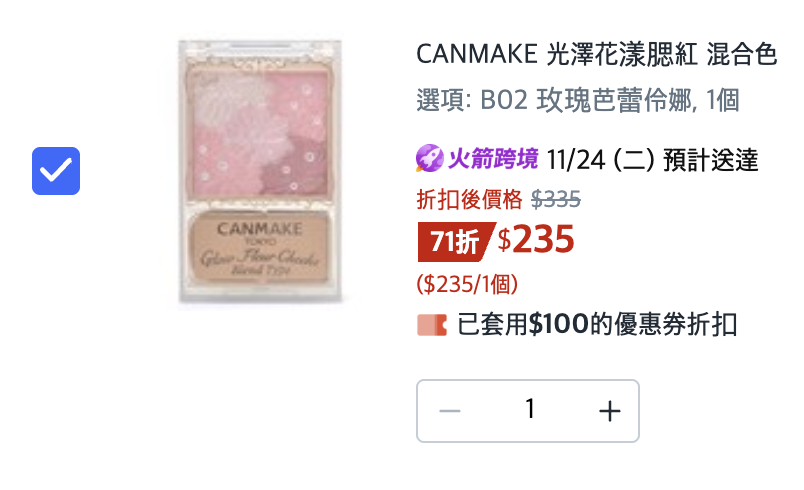 CANMAKE 光澤花漾腮紅 混合色
選項: B02 玫瑰芭蕾伶娜, 1個
火箭跨境 11/24 (二) 預計送達
折扣後價格 $335
71折 $235
($235/1個)
已套用$100的優惠券折扣
1
CANMAKE
TOKYO
Glow Fleur Cheeks
Blend Type